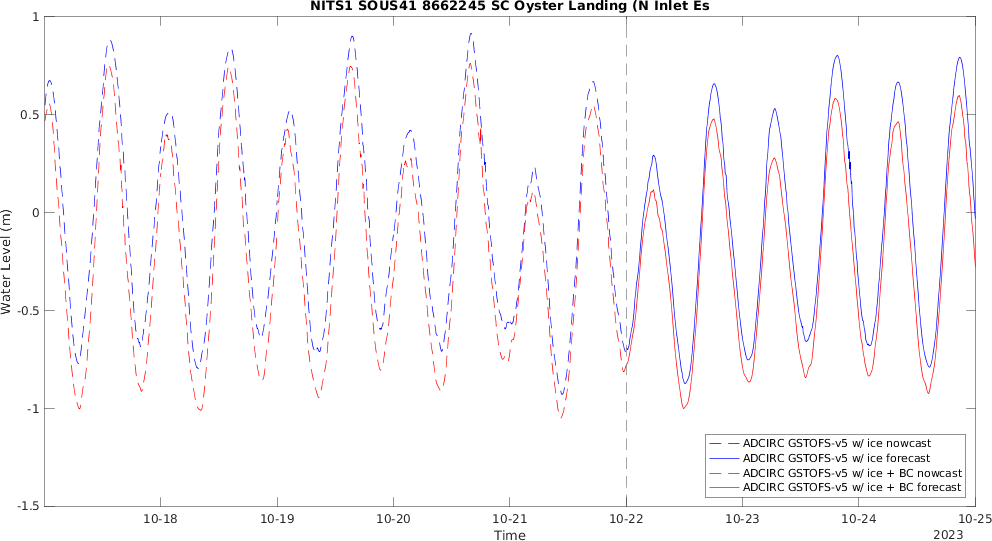 NITS1 SOUS41 8662245 SC Oyster Landing (N Inlet Es
1
0.5
0
-0.5
-1
-1.5
Water Level (m)
10-18
10-19
10-20
10-21
10-22
10-23
10-24
10-25
Time
2023
ADCIRC GSTOFS-v5 w/ ice nowcast
ADCIRC GSTOFS-v5 w/ ice forecast
ADCIRC GSTOFS-v5 w/ ice + BC nowcast
ADCIRC GSTOFS-v5 w/ ice + BC forecast